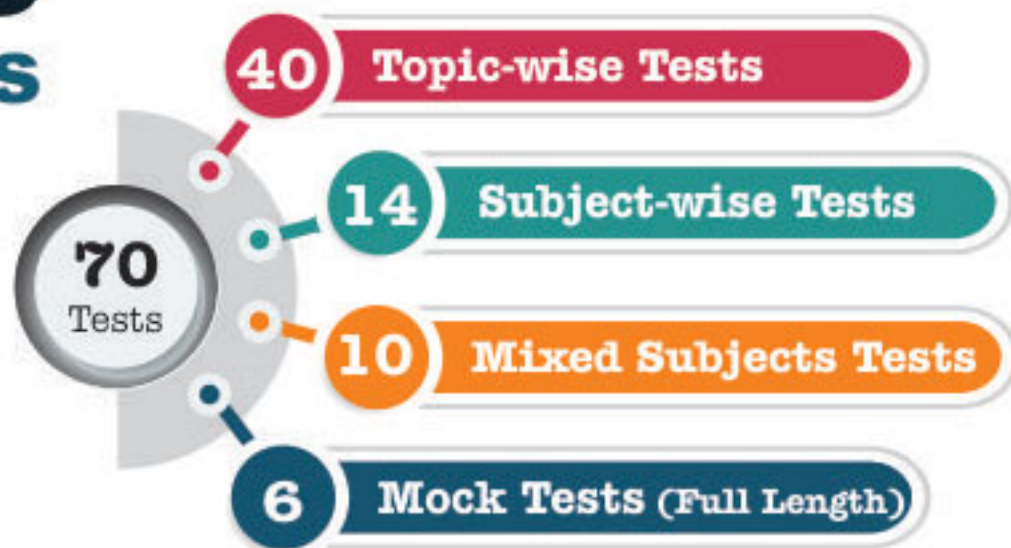 40 Topic-wise Tests
14 Subject-wise Tests
70
Tests
10 Mixed Subjects Tests
6 Mock Tests (Full Length)